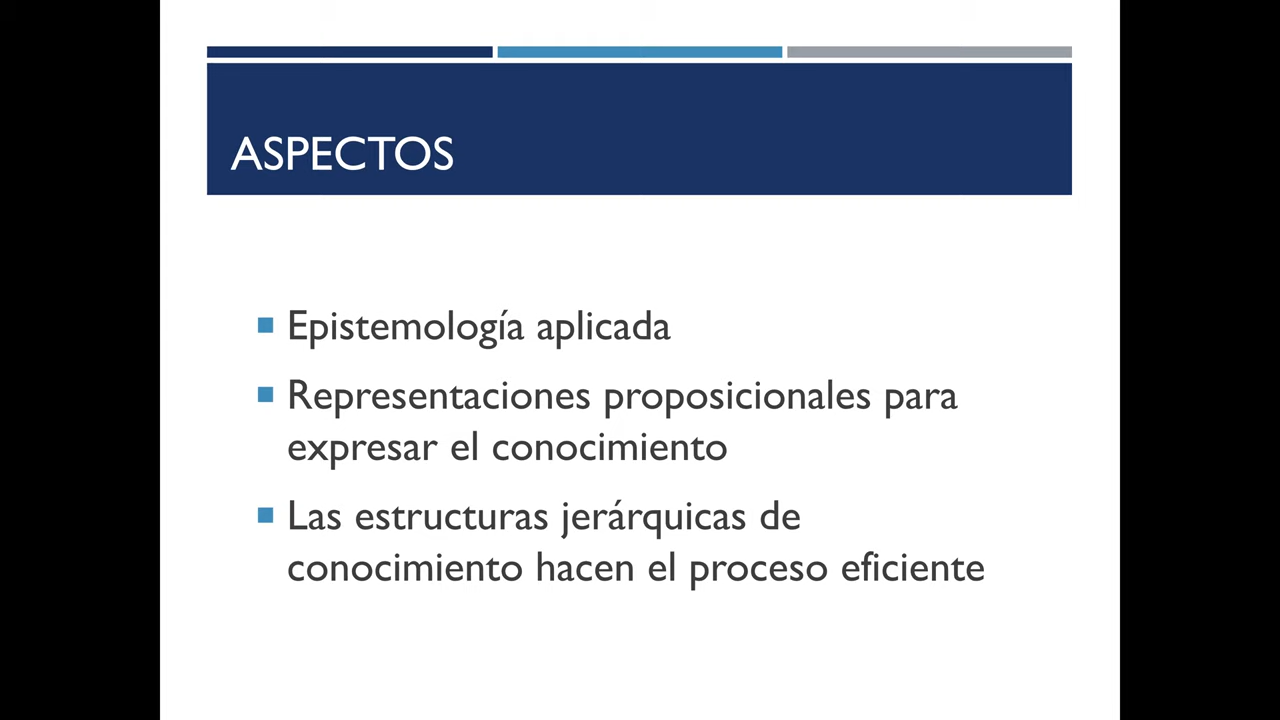 ASPECTOS
Epistemología aplicada
Representaciones proposicionales para
expresar el conocimiento
Las estructuras jerárquicas de
conocimiento hacen el proceso eficiente